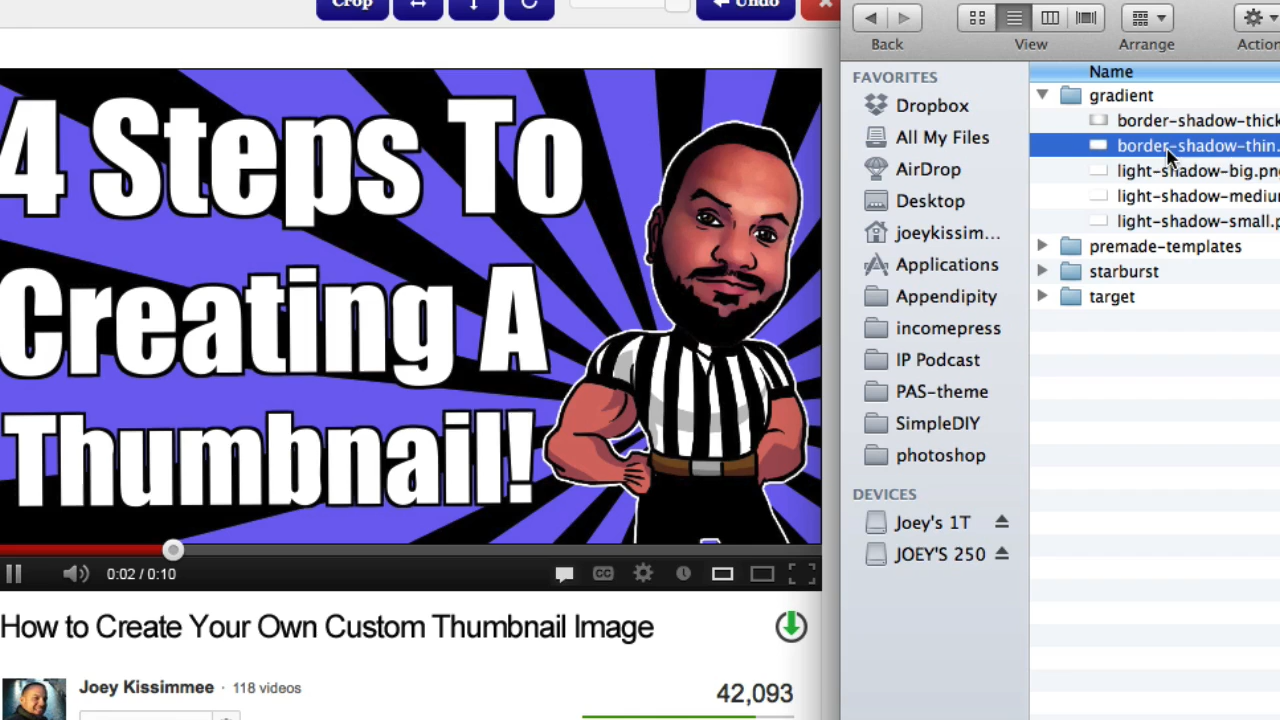 Crop
Undo
4 Steps To
Creating A
Thumbnail!
0:02 / 0:10
CC
How to Create Your Own Custom Thumbnail Image
Joey Kissimmee · 118 videos
42,093
Back
View
Arrange
Action
FAVORITES
Dropbox
All My Files
AirDrop
Desktop
joeykissim...
Applications
Appendipity
incomepress
IP Podcast
PAS-theme
SimpleDIY
photoshop
DEVICES
Joey's 1T
JOEY'S 250
Name
gradient
border-shadow-thick
border-shadow-thin.
light-shadow-big.png
light-shadow-mediu
light-shadow-small.p
premade-templates
starburst
target